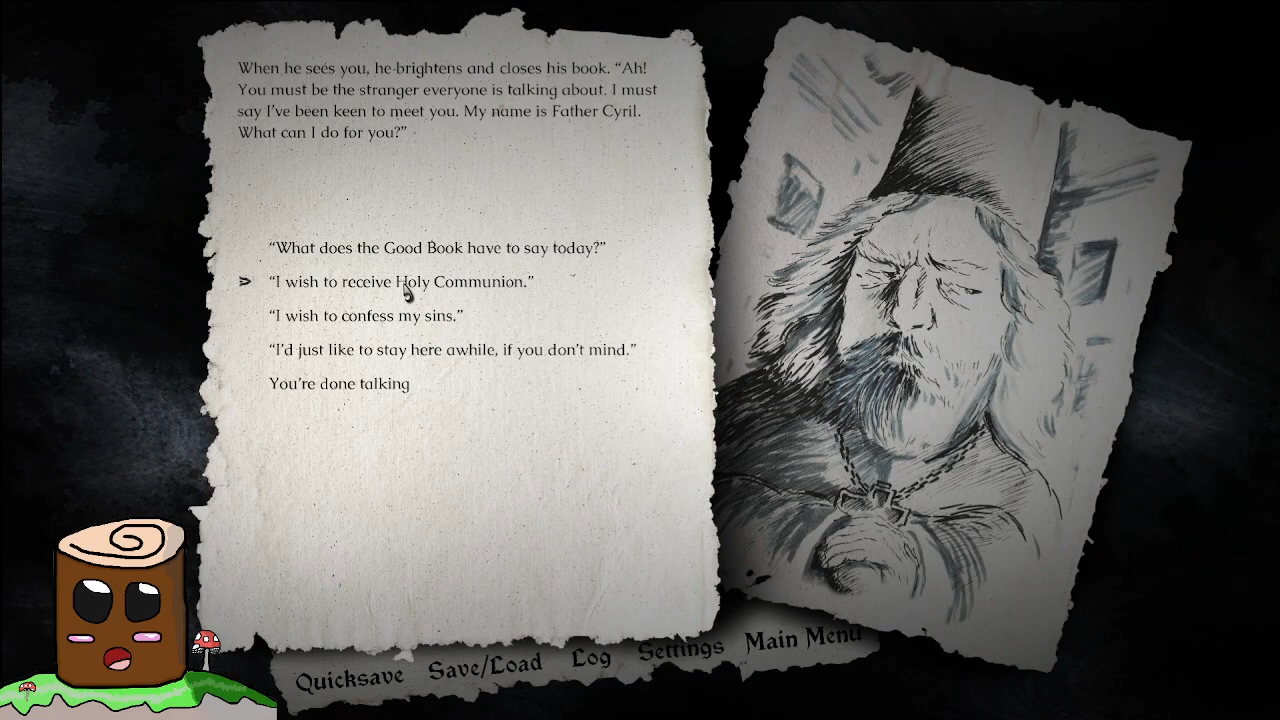 When he sees you, he brightens and closes his book. “Ah!
You must be the stranger everyone is talking about. I must
say I’ve been keen to meet you. My name is Father Cyril.
What can I do for you?”
“What does the Good Book have to say today?”
“I wish to receive Holy Communion.”
“I wish to confess my sins.”
“I’d just like to stay here awhile, if you don’t mind.”
You’re done talking
Quicksave Save/Load Log Settings Main Menu